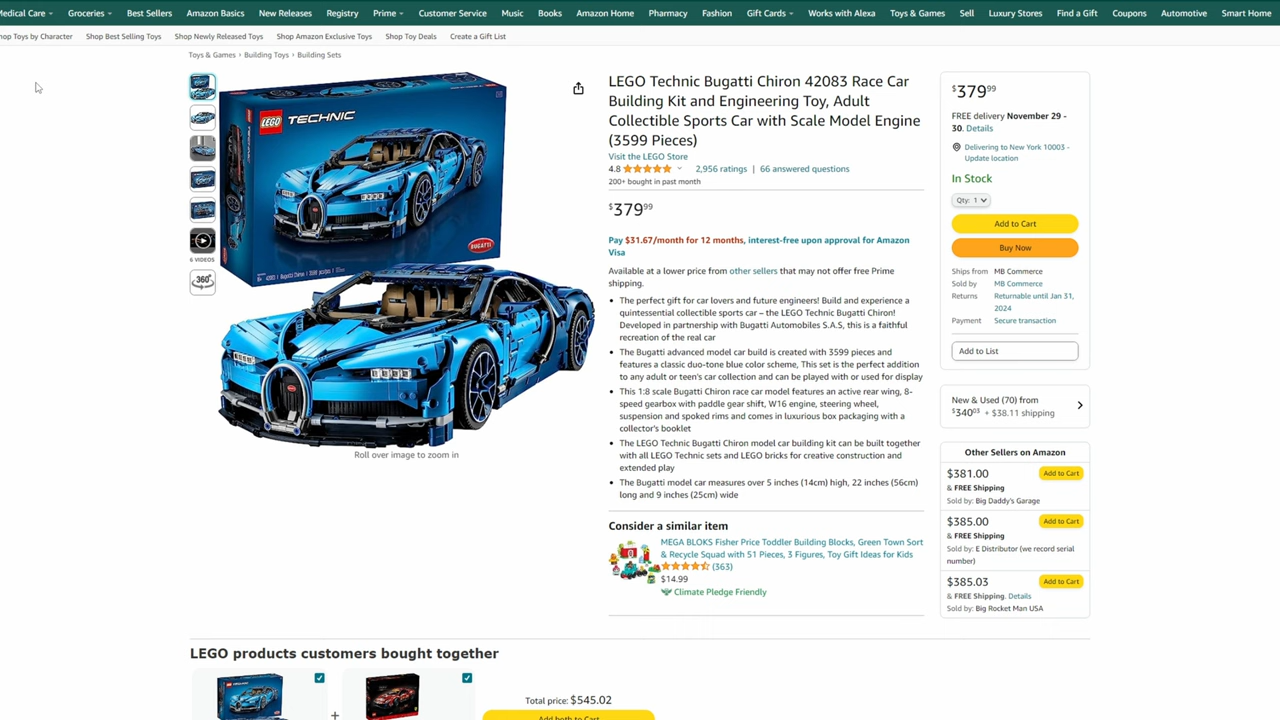 Medical Care
Groceries
Best Sellers
Amazon Basics
New Releases
Registry
Prime
Customer Service
Music
Books
Amazon Home
Pharmacy
Fashion
Gift Cards
Works with Alexa
Toys & Games
Sell
Luxury Stores
Find a Gift
Coupons
Automotive
Smart Home
hop Toys by Character
Shop Best Selling Toys
Shop Newly Released Toys
Shop Amazon Exclusive Toys
Shop Toy Deals
Create a Gift List
Toys & Games › Building Toys › Building Sets
LEGO TECHNIC
BUGATTI
6 VIDEOS
360°
Roll over image to zoom in
LEGO Technic Bugatti Chiron 42083 Race Car
Building Kit and Engineering Toy, Adult
Collectible Sports Car with Scale Model Engine
(3599 Pieces)
Visit the LEGO Store
4.8 2,956 ratings | 66 answered questions
200+ bought in past month
$379.99
Pay $31.67/month for 12 months, interest-free upon approval for Amazon
Visa
Available at a lower price from other sellers that may not offer free Prime
shipping.
• The perfect gift for car lovers and future engineers! Build and experience a
quintessential collectible sports car – the LEGO Technic Bugatti Chiron!
Developed in partnership with Bugatti Automobiles S.A.S, this is a faithful
recreation of the real car
• The Bugatti advanced model car build is created with 3599 pieces and
features a classic duo-tone blue color scheme, This set is the perfect addition
to any adult or teen's car collection and can be played with or used for display
• This 1:8 scale Bugatti Chiron race car model features an active rear wing, 8-
speed gearbox with paddle gear shift, W16 engine, steering wheel,
suspension and spoked rims and comes in luxurious box packaging with a
collector's booklet
• The LEGO Technic Bugatti Chiron model car building kit can be built together
with all LEGO Technic sets and LEGO bricks for creative construction and
extended play
• The Bugatti model car measures over 5 inches (14cm) high, 22 inches (56cm)
long and 9 inches (25cm) wide
Consider a similar item
MEGA BLOKS Fisher Price Toddler Building Blocks, Green Town Sort
& Recycle Squad with 51 Pieces, 3 Figures, Toy Gift Ideas for Kids
(363)
$14.99
Climate Pledge Friendly
$379 99
FREE delivery November 29 -
30. Details
Delivering to New York 10003 -
Update location
In Stock
Qty: 1
Add to Cart
Buy Now
Ships from MB Commerce
Sold by MB Commerce
Returns Returnable until Jan 31,
2024
Payment Secure transaction
Add to List
New & Used (70) from
$340 03 + $38.11 shipping
Other Sellers on Amazon
$381.00 Add to Cart
& FREE Shipping
Sold by: Big Daddy's Garage
$385.00 Add to Cart
& FREE Shipping
Sold by: E Distributor (we record serial
number)
$385.03 Add to Cart
& FREE Shipping. Details
Sold by: Big Rocket Man USA
LEGO products customers bought together
+
Total price: $545.02
Add both to Cart